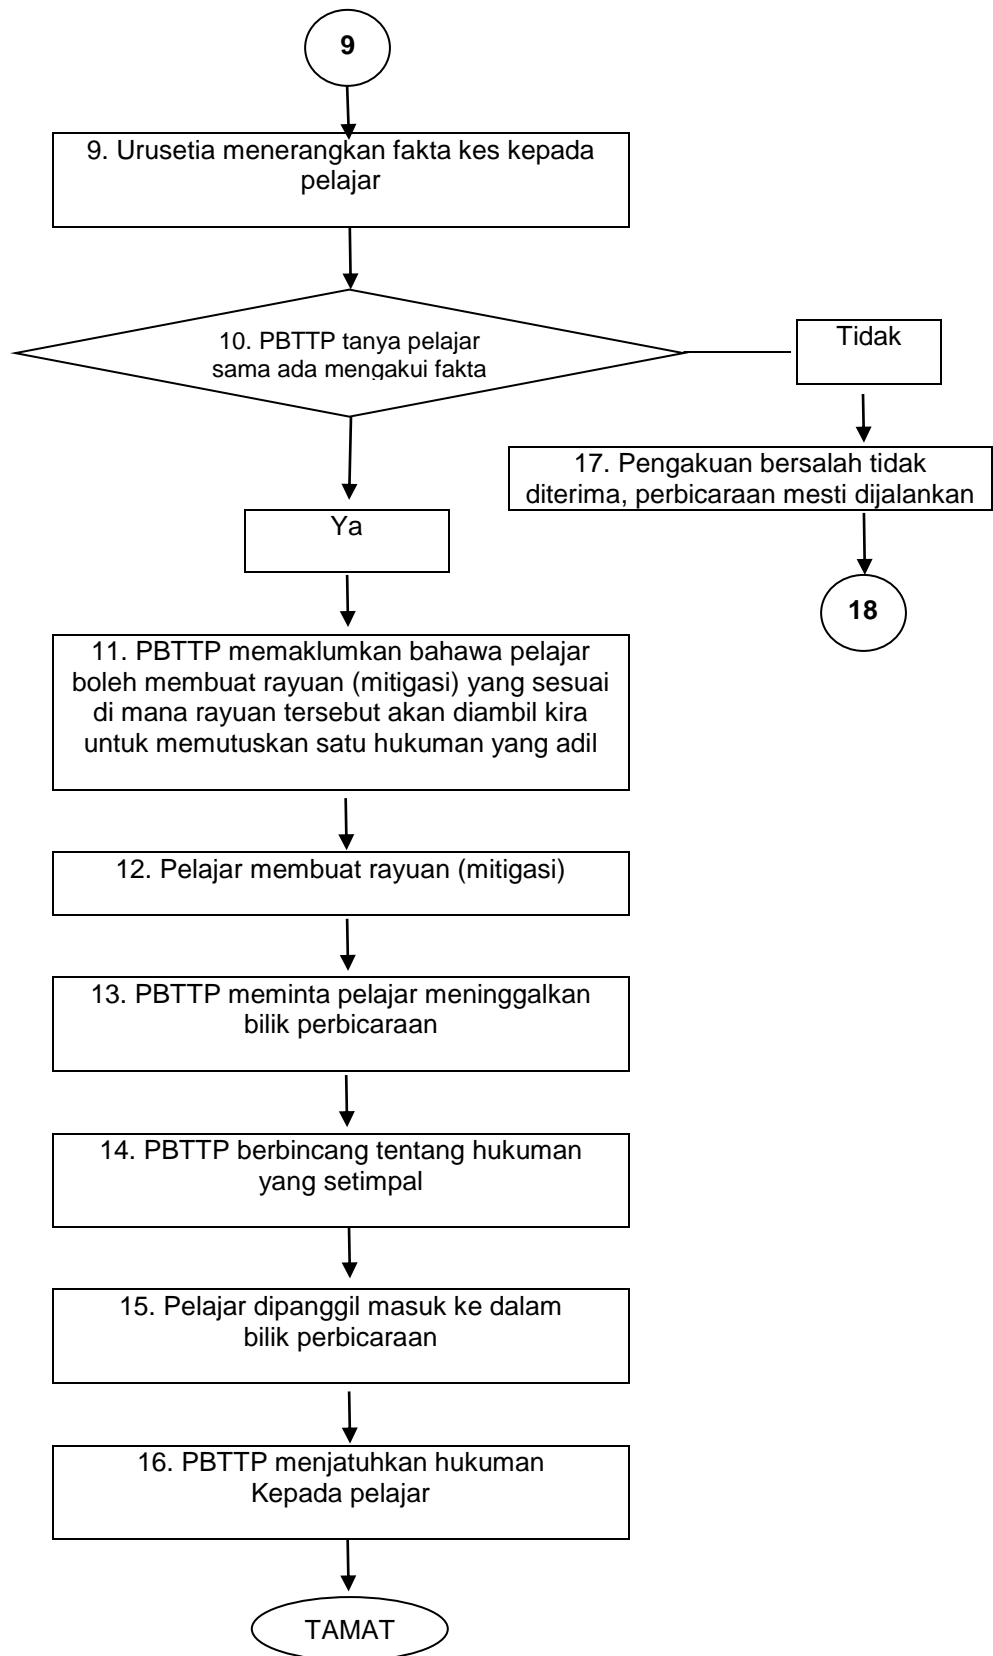 9
9. Urusetia menerangkan fakta kes kepada
pelajar
10. PBTTP tanya pelajar
sama ada mengakui fakta
Tidak
17. Pengakuan bersalah tidak
diterima, perbicaraan mesti dijalankan
18
Ya
11. PBTTP memaklumkan bahawa pelajar
boleh membuat rayuan (mitigasi) yang sesuai
di mana rayuan tersebut akan diambil kira
untuk memutuskan satu hukuman yang adil
12. Pelajar membuat rayuan (mitigasi)
13. PBTTP meminta pelajar meninggalkan
bilik perbicaraan
14. PBTTP berbincang tentang hukuman
yang setimpal
15. Pelajar dipanggil masuk ke dalam
bilik perbicaraan
16. PBTTP menjatuhkan hukuman
Kepada pelajar
TAMAT